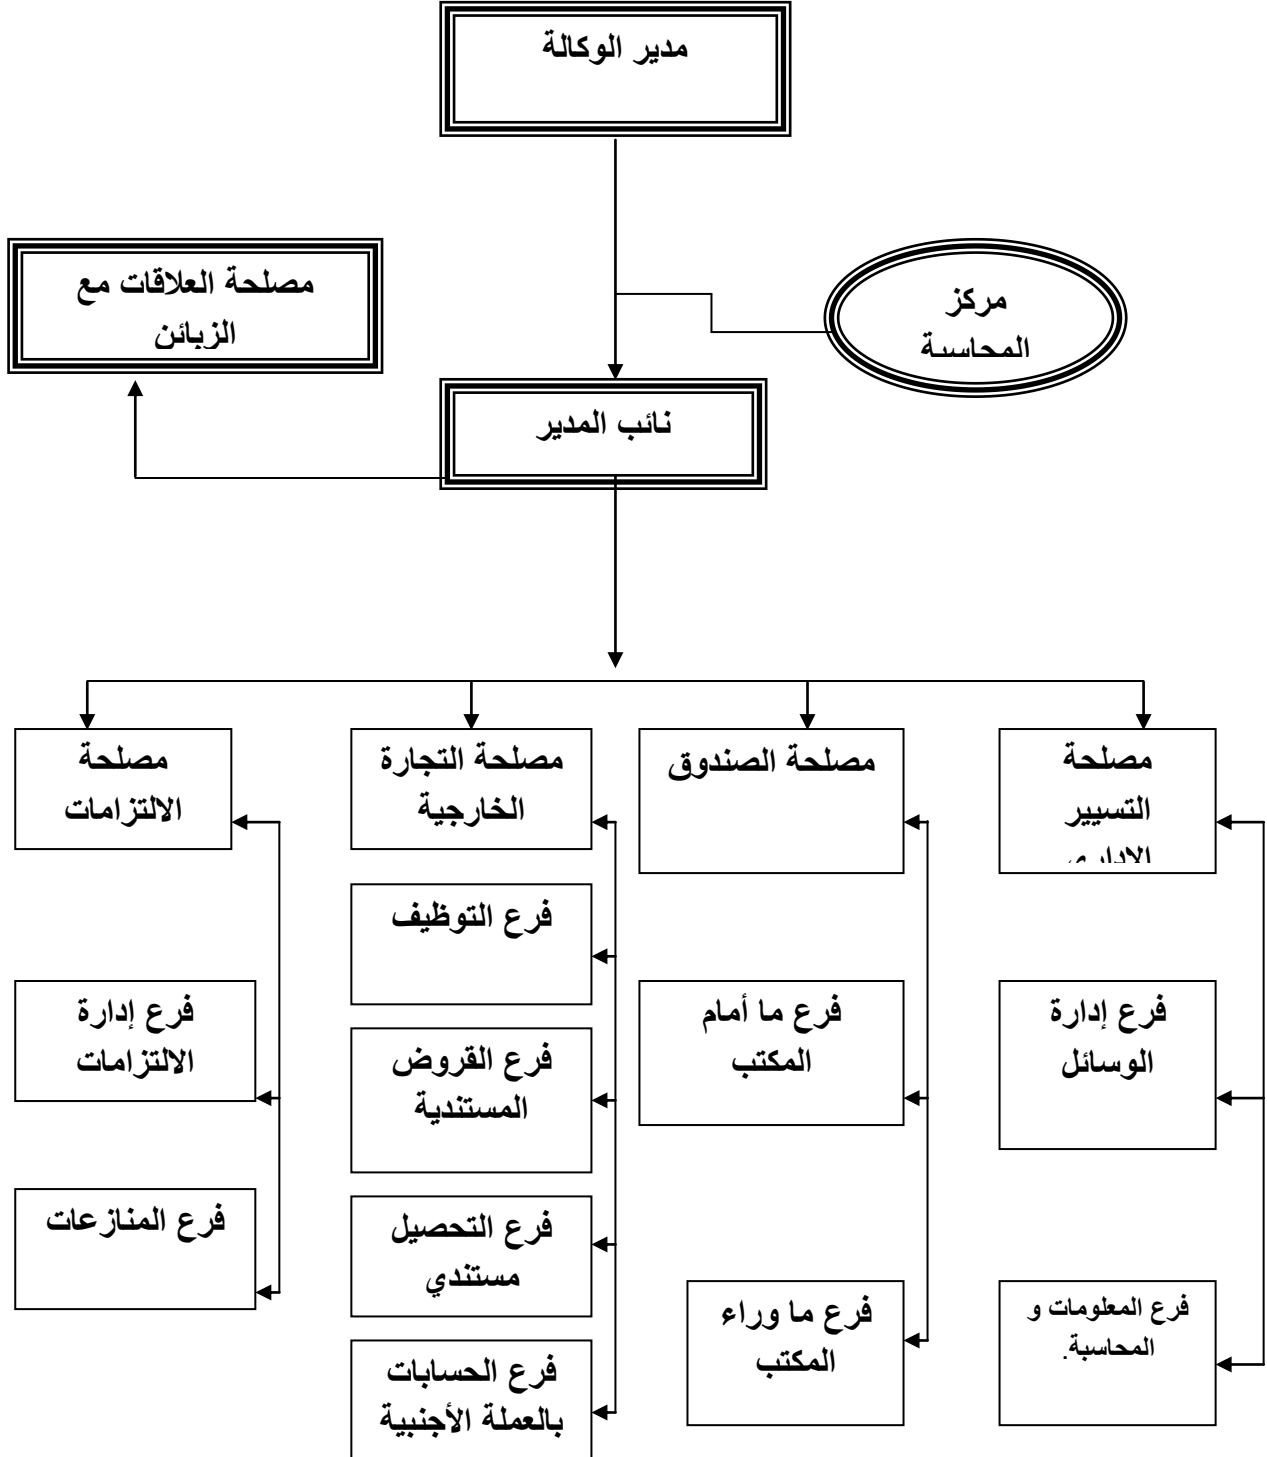 مدير الوكالة
مركز
المحاسبة
مصلحة العلاقات مع
الزبائن
نائب المدير
مصلحة
التسيير
الإداري
مصلحة الصندوق
مصلحة التجارة
الخارجية
مصلحة
الالتزامات
فرع التوظيف
فرع إدارة
الوسائل
فرع ما أمام
المكتب
فرع القروض
المستندية
فرع إدارة
الالتزامات
فرع التحصيل
مستندي
فرع المنازعات
فرع المعلومات و
المحاسبة.
فرع ما وراء
المكتب
فرع الحسابات
بالعملة الأجنبية